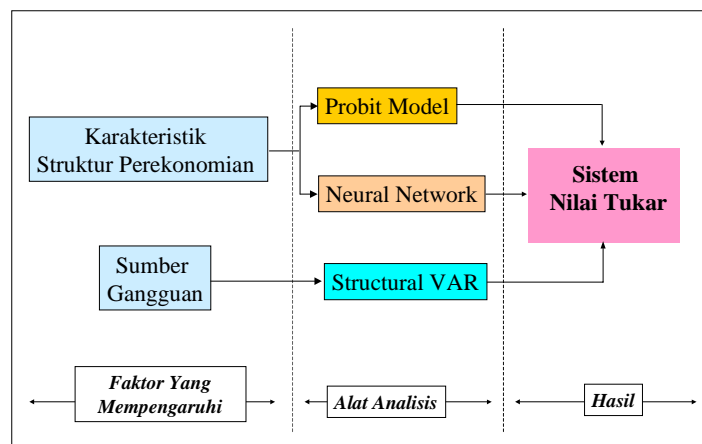 Probit Model
Karakteristik
Struktur Perekonomian
Sistem
Nilai Tukar
Neural Network
Sumber
Gangguan
Structural VAR
Faktor Yang
Mempengaruhi
Alat Analisis
Hasil